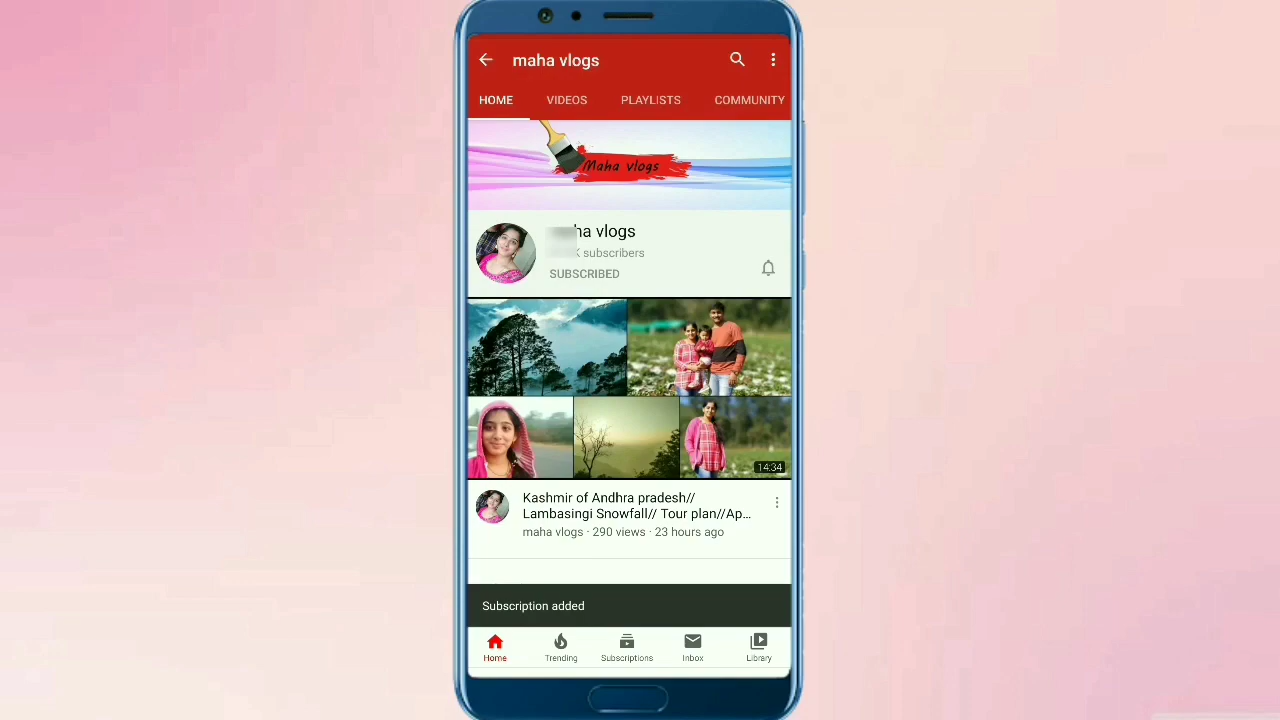 maha vlogs
HOME VIDEOS PLAYLISTS COMMUNITY
Maha vlogs
ha vlogs
K subscribers
SUBSCRIBED
14:34
Kashmir of Andhra pradesh//
Lambasingi Snowfall// Tour plan//Ap...
maha vlogs · 290 views · 23 hours ago
Subscription added
Home Trending Subscriptions Inbox Library